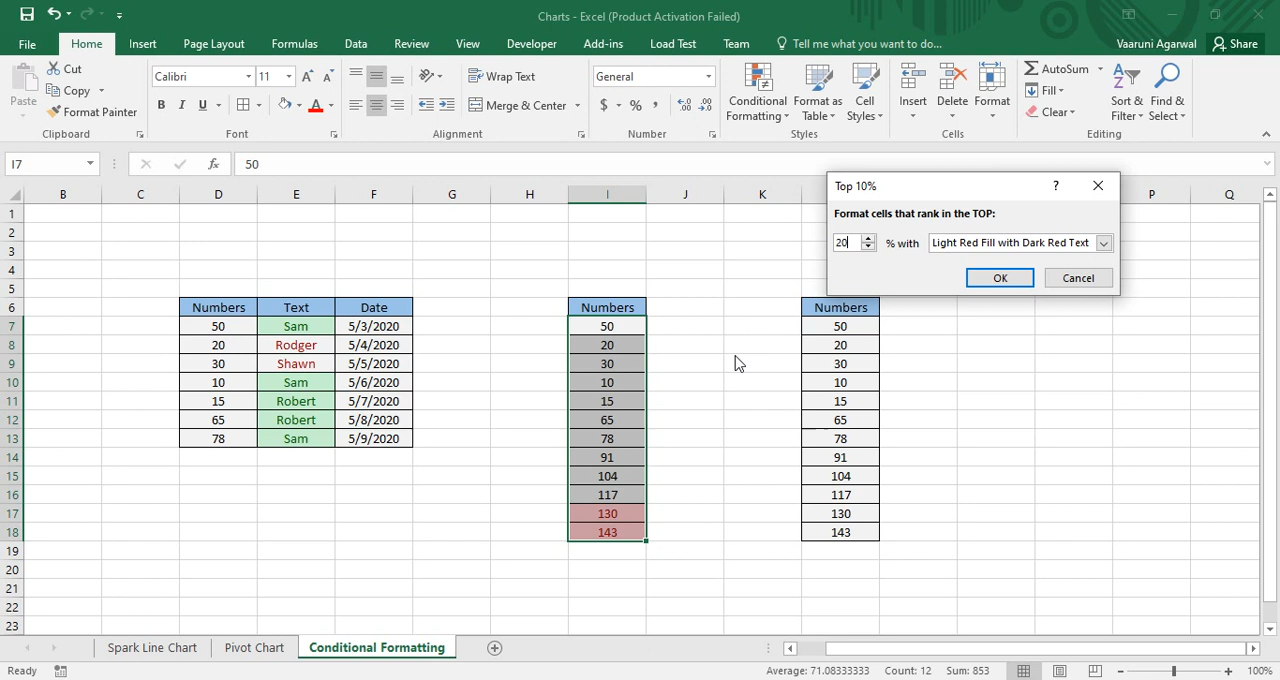 Charts - Excel (Product Activation Failed)
File Home Insert Page Layout Formulas Data Review View Developer Add-ins Load Test Team Tell me what you want to do... Vaaruni Agarwal Share
Paste
Cut
Copy
Format Painter
Clipboard
Calibri 11
B I U
A
Font
Wrap Text
Merge & Center
Alignment
General
$ % ,
Number
Conditional Formatting
Format as Table
Cell Styles
Styles
Insert
Delete
Format
Cells
AutoSum
Fill
Clear
Sort & Filter
Find & Select
Editing
I7 fx 50
B C D E F G H I J K P Q
Top 10% ?
Format cells that rank in the TOP:
20 % with Light Red Fill with Dark Red Text
OK Cancel
1
2
3
4
5
6 Numbers Text Date Numbers Numbers
7 50 Sam 5/3/2020 50 50
8 20 Rodger 5/4/2020 20 20
9 30 Shawn 5/5/2020 30 30
10 10 Sam 5/6/2020 10 10
11 15 Robert 5/7/2020 15 15
12 65 Robert 5/8/2020 65 65
13 78 Sam 5/9/2020 78 78
14 91 91
15 104 104
16 117 117
17 130 130
18 143 143
19
20
21
22
23
Spark Line Chart Pivot Chart Conditional Formatting
Ready Average: 71.08333333 Count: 12 Sum: 853 100%